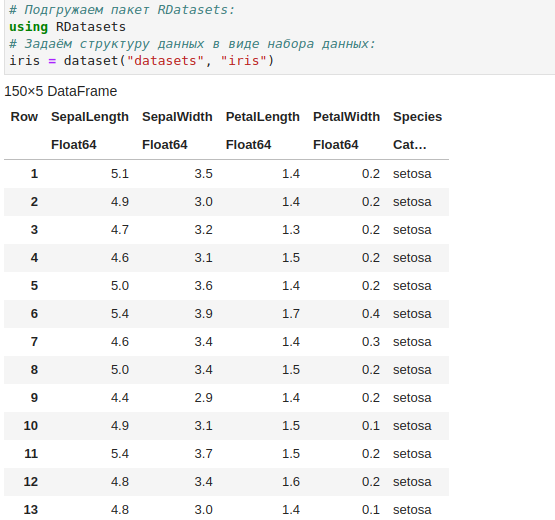 # Подгружаем пакет RDatasets:
using RDatasets
# Задаём структуру данных в виде набора данных:
iris = dataset("datasets", "iris")
150×5 DataFrame
Row SepalLength SepalWidth PetalLength PetalWidth Species
Float64 Float64 Float64 Float64 Cat…
1 5.1 3.5 1.4 0.2 setosa
2 4.9 3.0 1.4 0.2 setosa
3 4.7 3.2 1.3 0.2 setosa
4 4.6 3.1 1.5 0.2 setosa
5 5.0 3.6 1.4 0.2 setosa
6 5.4 3.9 1.7 0.4 setosa
7 4.6 3.4 1.4 0.3 setosa
8 5.0 3.4 1.5 0.2 setosa
9 4.4 2.9 1.4 0.2 setosa
10 4.9 3.1 1.5 0.1 setosa
11 5.4 3.7 1.5 0.2 setosa
12 4.8 3.4 1.6 0.2 setosa
13 4.8 3.0 1.4 0.1 setosa